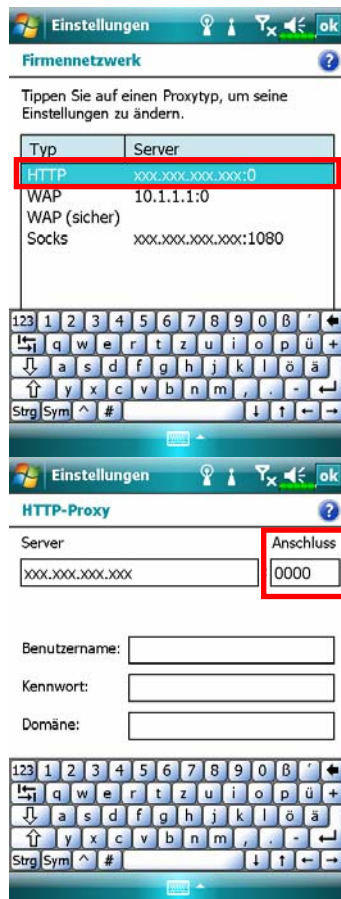 Einstellungen ok
Firmennetzwerk ?
Tippen Sie auf einen Proxytyp, um seine
Einstellungen zu ändern.
Typ Server
HTTP xxx.xxx.xxx.xxx:0
WAP 10.1.1.1:0
WAP (sicher)
Socks xxx.xxx.xxx.xxx:1080
123 1 2 3 4 5 6 7 8 9 0 ß ´
q w e r t z u i o p ü +
a s d f g h j k l ö ä
y x c v b n m , . -
Strg Sym ^ #
Einstellungen ok
HTTP-Proxy ?
Server Anschluss
xxx.xxx.xxx.xxx 0000
Benutzername:
Kennwort:
Domäne:
123 1 2 3 4 5 6 7 8 9 0 ß ´
q w e r t z u i o p ü +
a s d f g h j k l ö ä
y x c v b n m , . -
Strg Sym ^ #